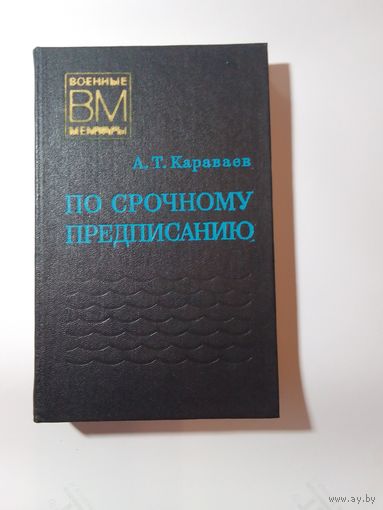 ВОЕННЫЕ
ВМ
МЕМУАРЫ
А. Т. Караваев
ПО СРОЧНОМУ
ПРЕДПИСАНИЮ
www.ay.by